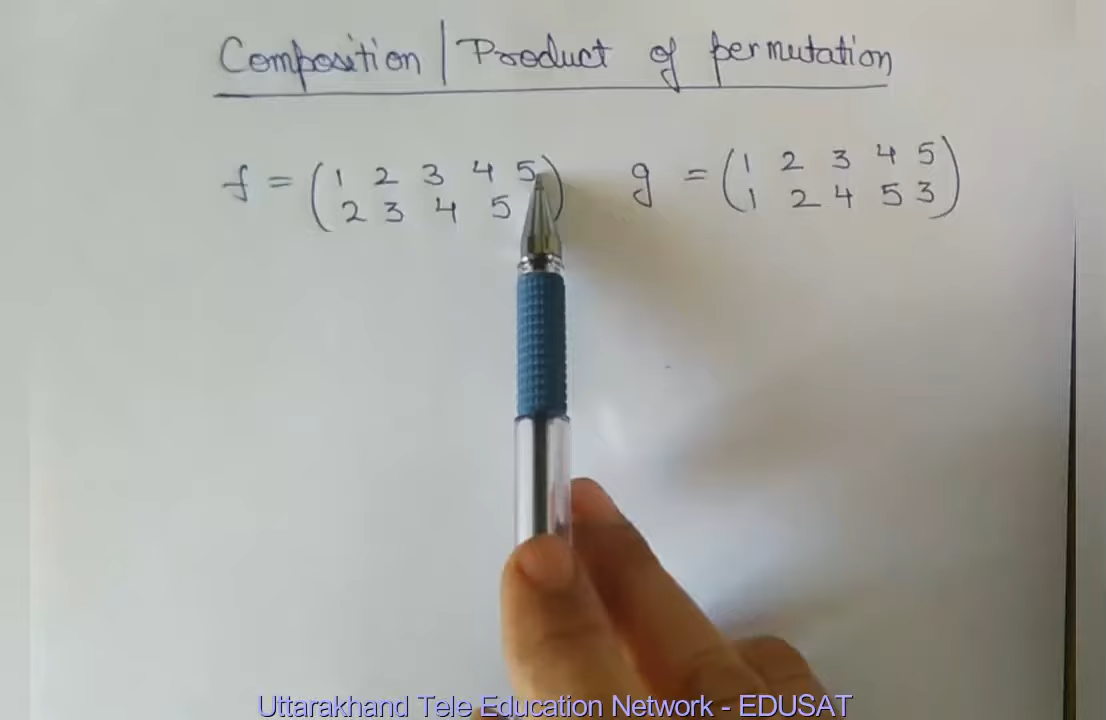 Composition | Product of permutation
f = (1 2 3 4 5) g = (1 2 3 4 5)
(2 3 4 5 ) (1 2 4 5 3)
Uttarakhand Tele Education Network - EDUSAT